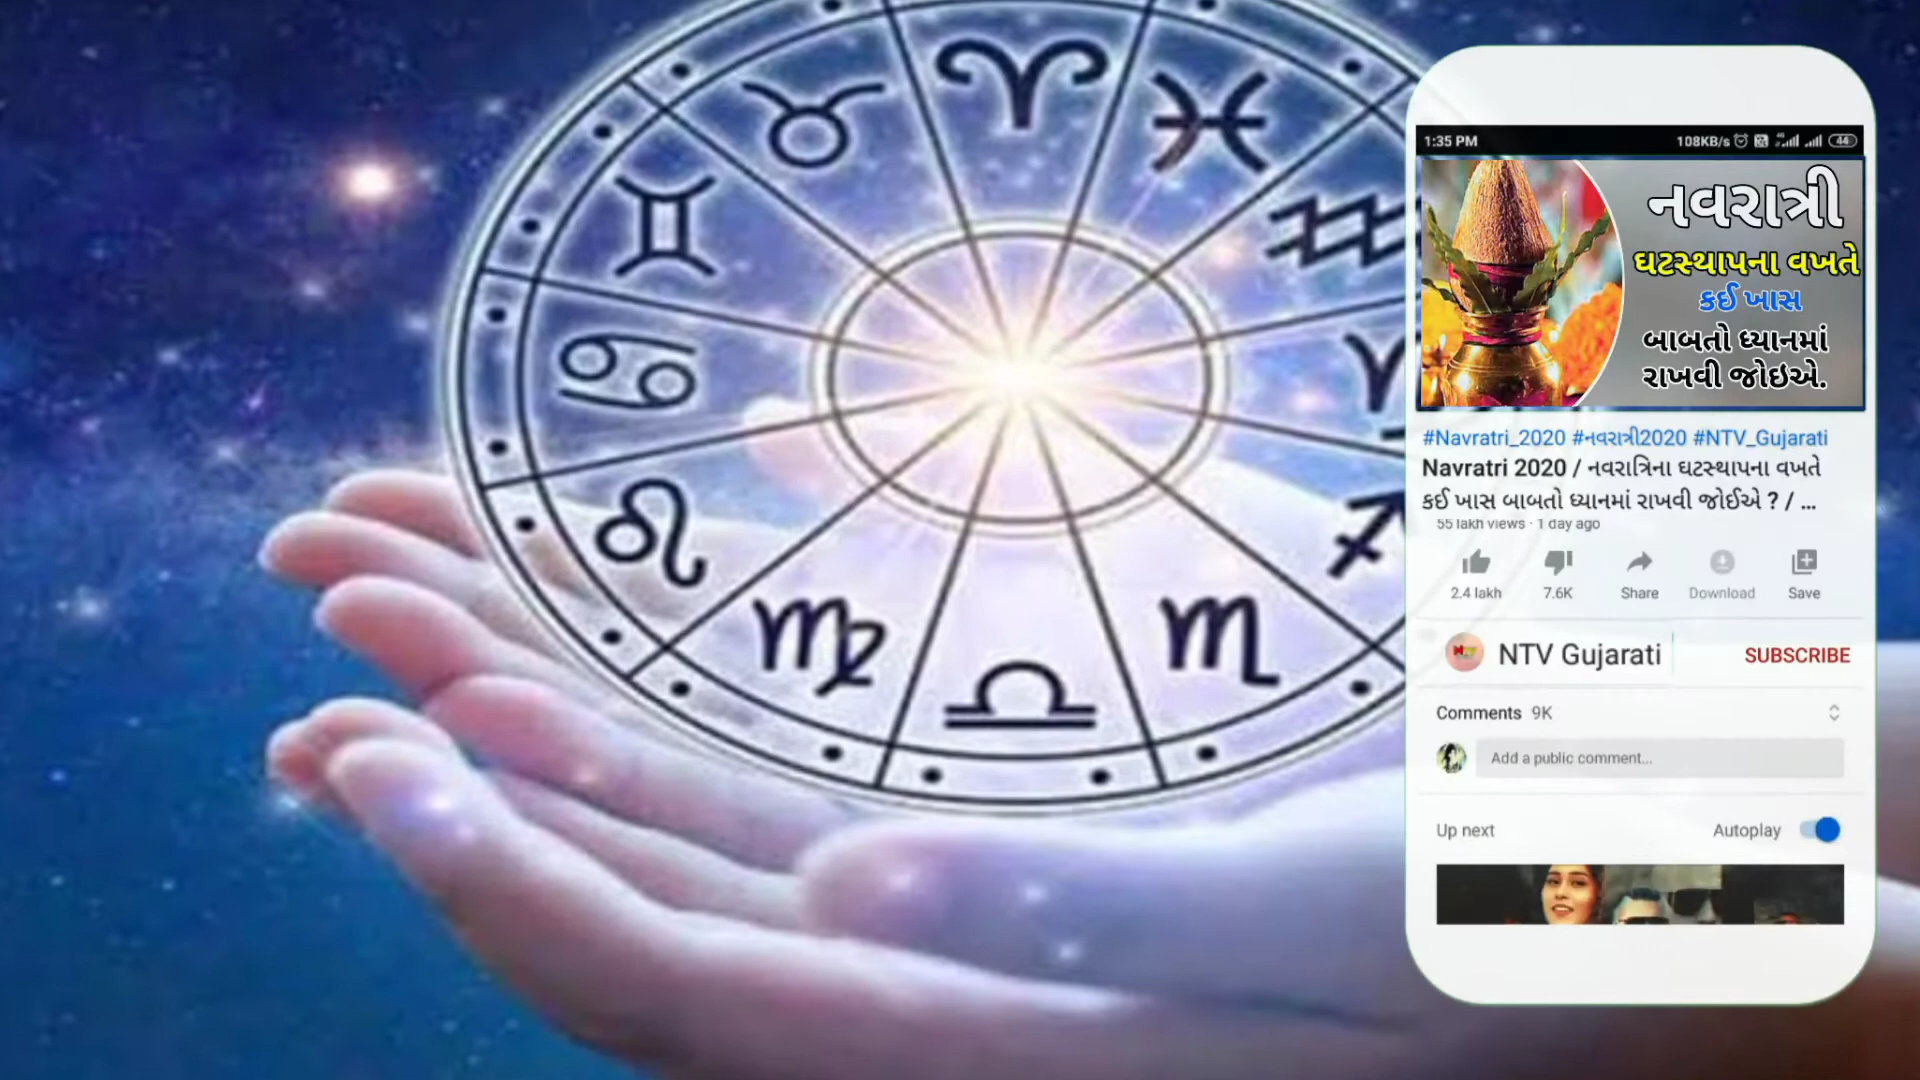 1:35 PM 108KB/s 4G 44
નવરાત્રી
ઘટસ્થાપના વખતે
કઈ ખાસ
બાબતો ધ્યાનમાં
રાખવી જોઇએ.
#Navratri_2020 #નવરાત્રી2020 #NTV_Gujarati
Navratri 2020 / નવરાત્રિના ઘટસ્થાપના વખતે
કઈ ખાસ બાબતો ધ્યાનમાં રાખવી જોઈએ ? / ...
55 lakh views · 1 day ago
2.4 lakh 7.6K Share Download Save
NTV Gujarati SUBSCRIBE
Comments 9K
Add a public comment...
Up next Autoplay